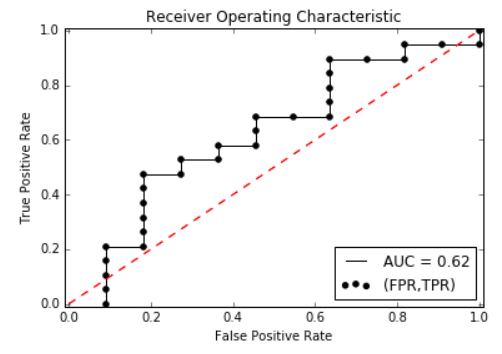 Receiver Operating Characteristic
1.0
0.8
0.6
0.4
0.2
0.0
True Positive Rate
0.0 0.2 0.4 0.6 0.8 1.0
False Positive Rate
AUC = 0.62
(FPR,TPR)